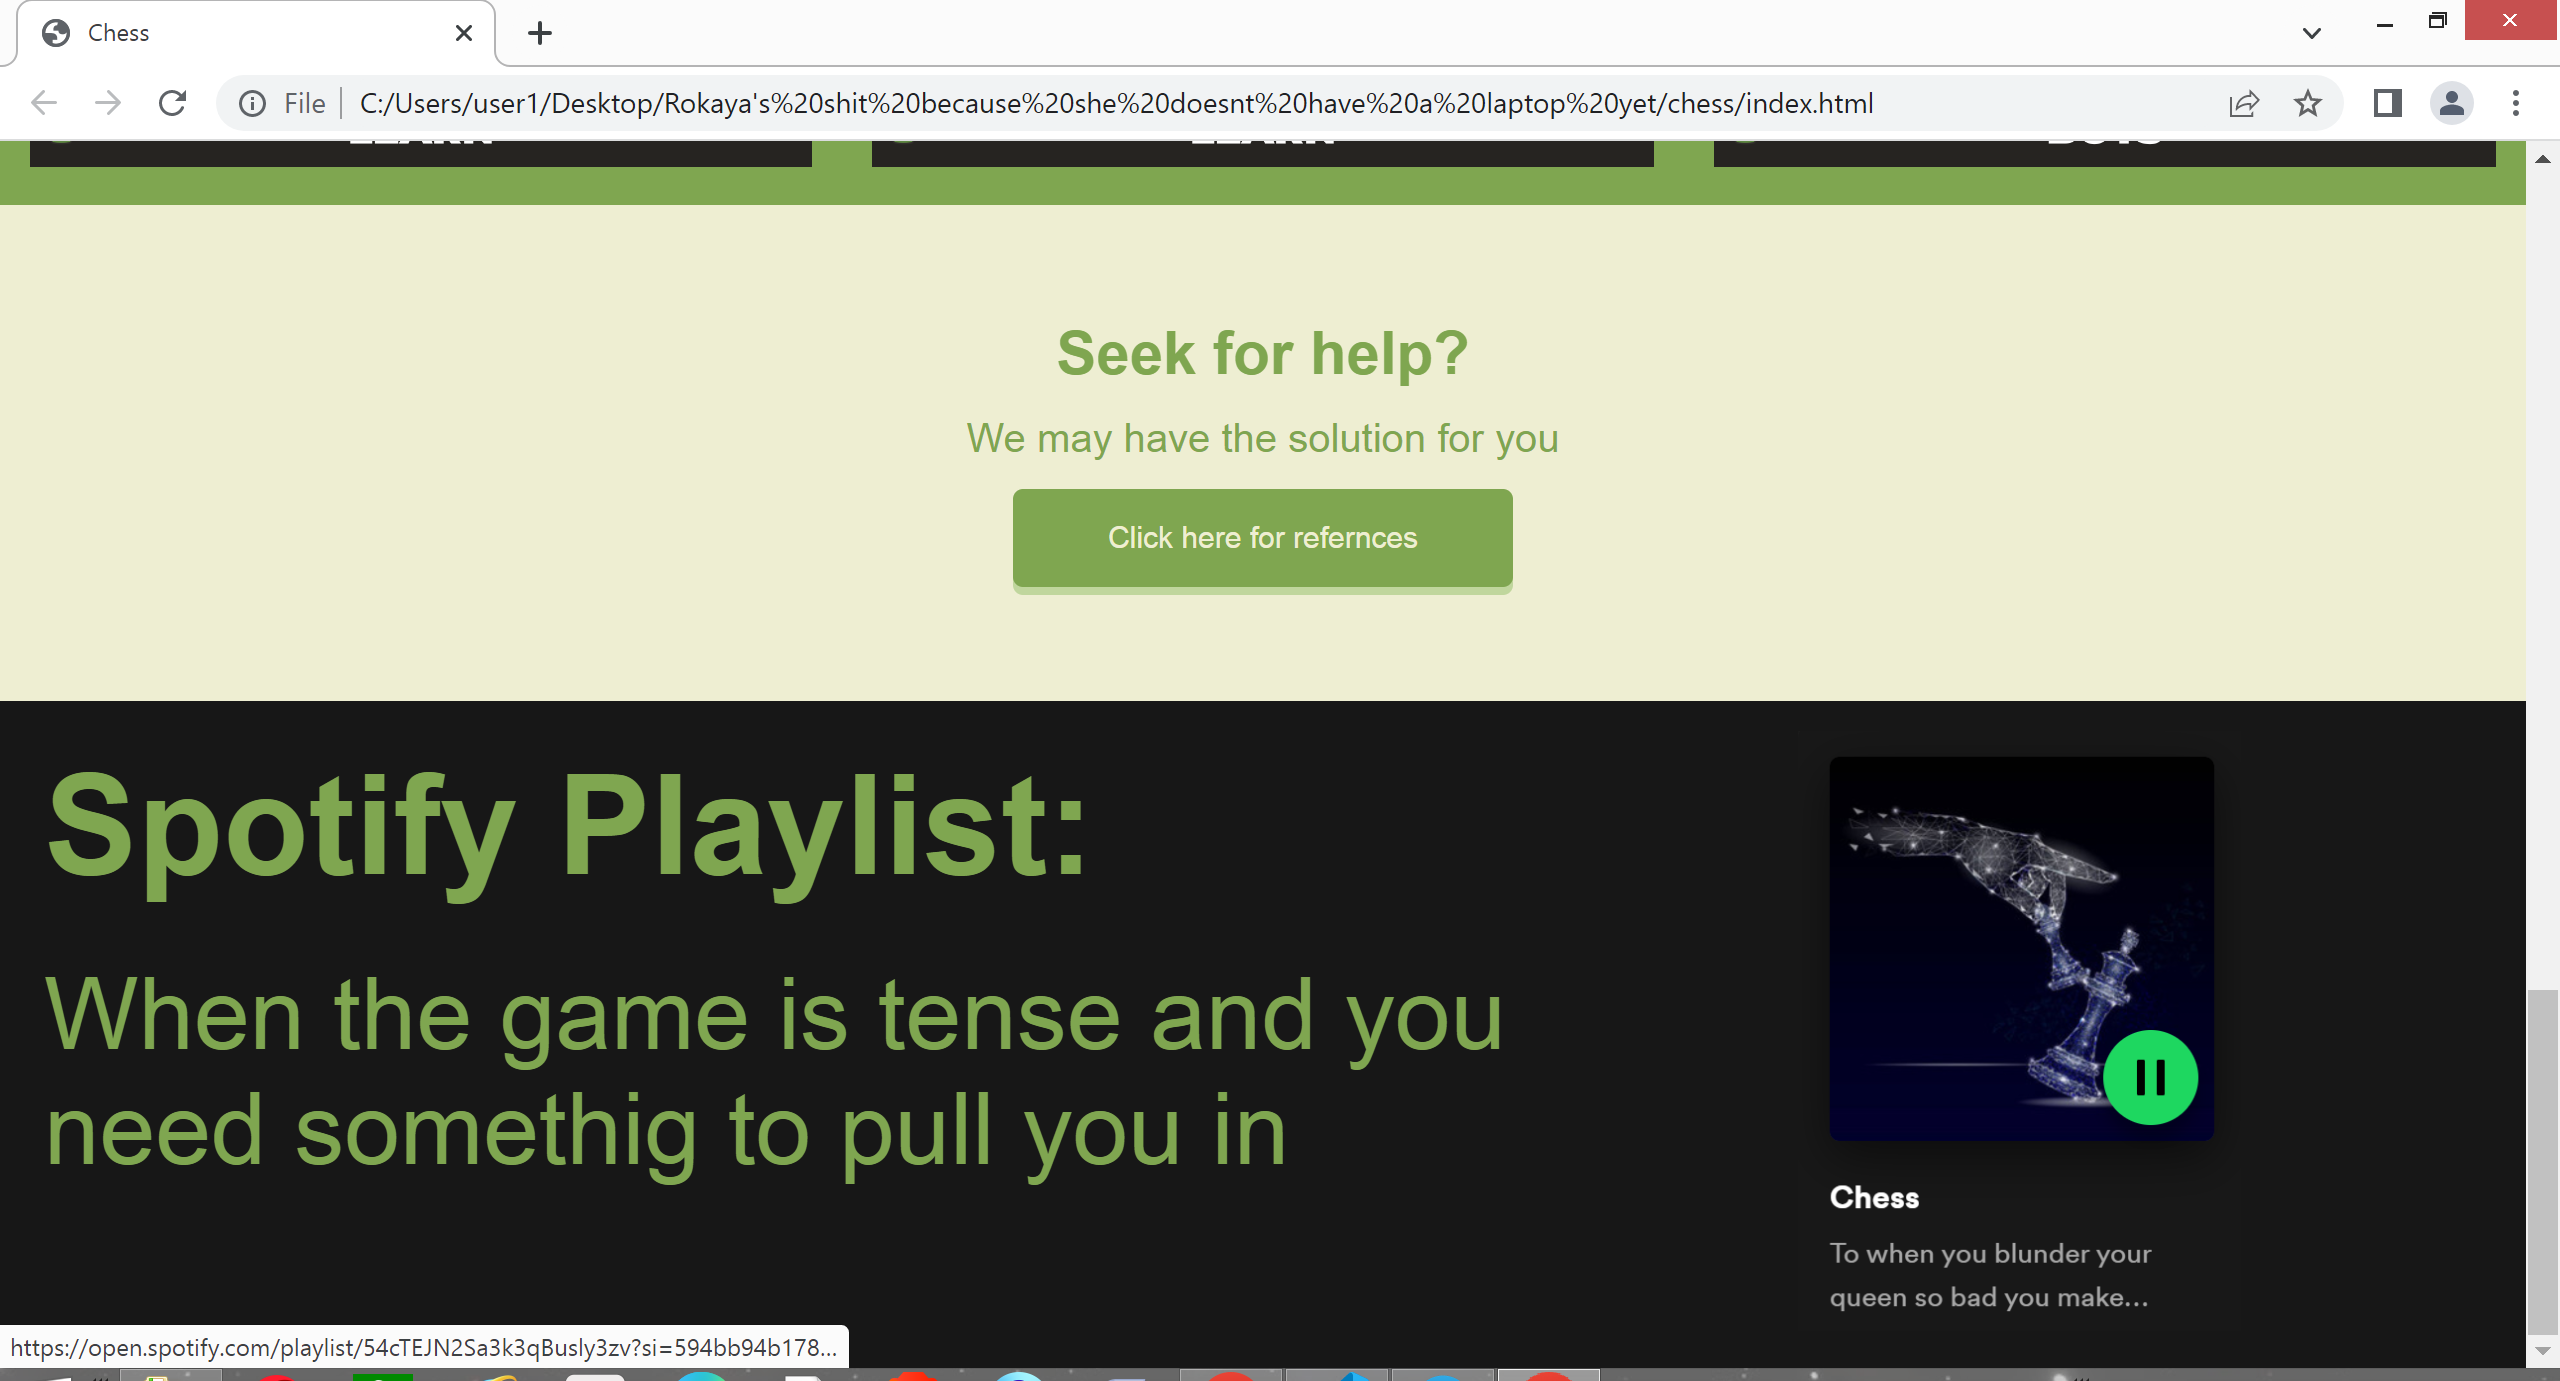 Chess
File
C:/Users/user1/Desktop/Rokaya's%20shit%20because%20she%20doesnt%20have%20a%20laptop%20yet/chess/index.html
Seek for help?
We may have the solution for you
Click here for refernces
Spotify Playlist:
When the game is tense and you
need somethig to pull you in
Chess
To when you blunder your
queen so bad you make...
https://open.spotify.com/playlist/54cTEJN2Sa3k3qBusly3zv?si=594bb94b178...